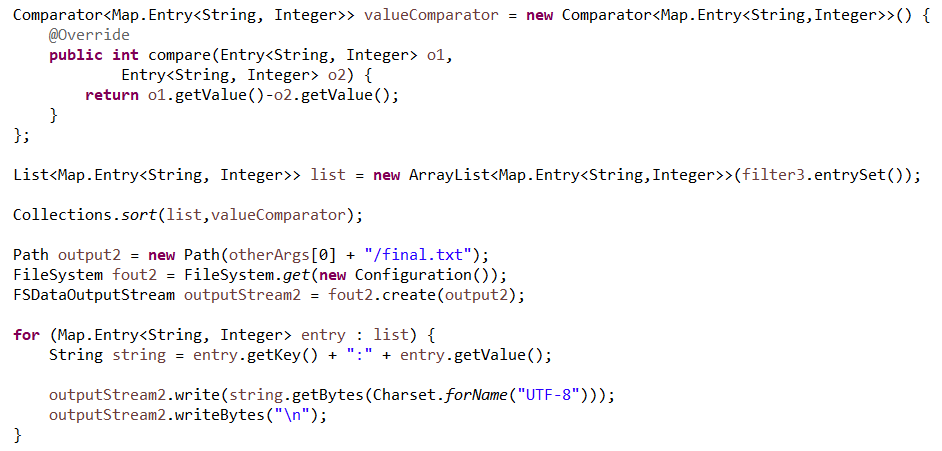 Comparator<Map.Entry<String, Integer>> valueComparator = new Comparator<Map.Entry<String,Integer>>() {
    @Override
    public int compare(Entry<String, Integer> o1,
            Entry<String, Integer> o2) {
        return o1.getValue()-o2.getValue();
    }
};

List<Map.Entry<String, Integer>> list = new ArrayList<Map.Entry<String,Integer>>(filter3.entrySet());

Collections.sort(list,valueComparator);

Path output2 = new Path(otherArgs[0] + "/final.txt");
FileSystem fout2 = FileSystem.get(new Configuration());
FSDataOutputStream outputStream2 = fout2.create(output2);

for (Map.Entry<String, Integer> entry : list) {
    String string = entry.getKey() + ":" + entry.getValue();

    outputStream2.write(string.getBytes(Charset.forName("UTF-8")));
    outputStream2.writeBytes("\n");
}